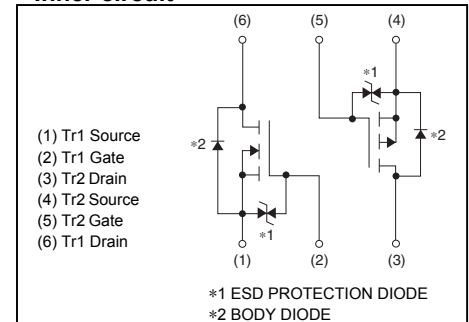 Inner circuit
(6) (5) (4)
∗1
(1) Tr1 Source
(2) Tr1 Gate
(3) Tr2 Drain
(4) Tr2 Source
(5) Tr2 Gate
(6) Tr1 Drain
∗2
∗2
∗1
(1) (2) (3)
∗1 ESD PROTECTION DIODE
∗2 BODY DIODE